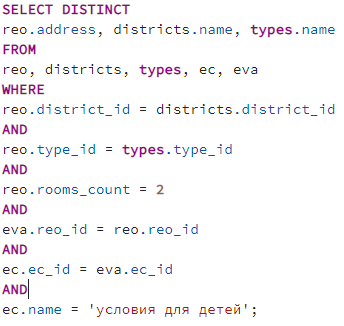 SELECT DISTINCT
reo.address, districts.name, types.name
FROM
reo, districts, types, ec, eva
WHERE
reo.district_id = districts.district_id
AND
reo.type_id = types.type_id
AND
reo.rooms_count = 2
AND
eva.reo_id = reo.reo_id
AND
ec.ec_id = eva.ec_id
AND
ec.name = 'условия для детей';